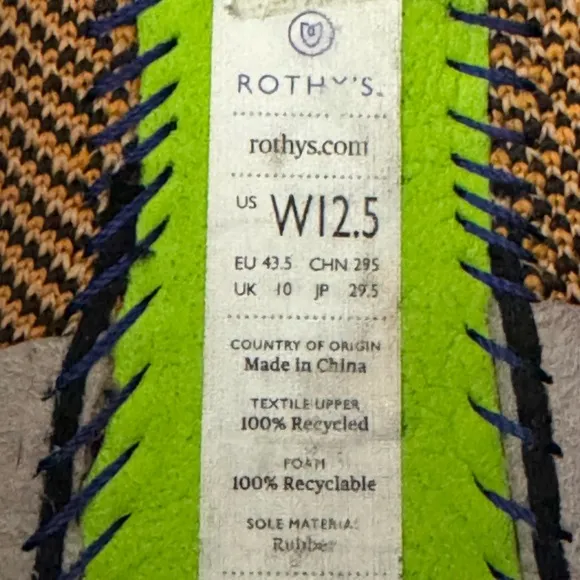 ROTHY'S
rothys.com
US W12.5
EU 43.5 CHN 295
UK 10 JP 29.5
COUNTRY OF ORIGIN
Made in China
TEXTILE UPPER
100% Recycled
FOAM
100% Recyclable
SOLE MATERIAL
Rubber